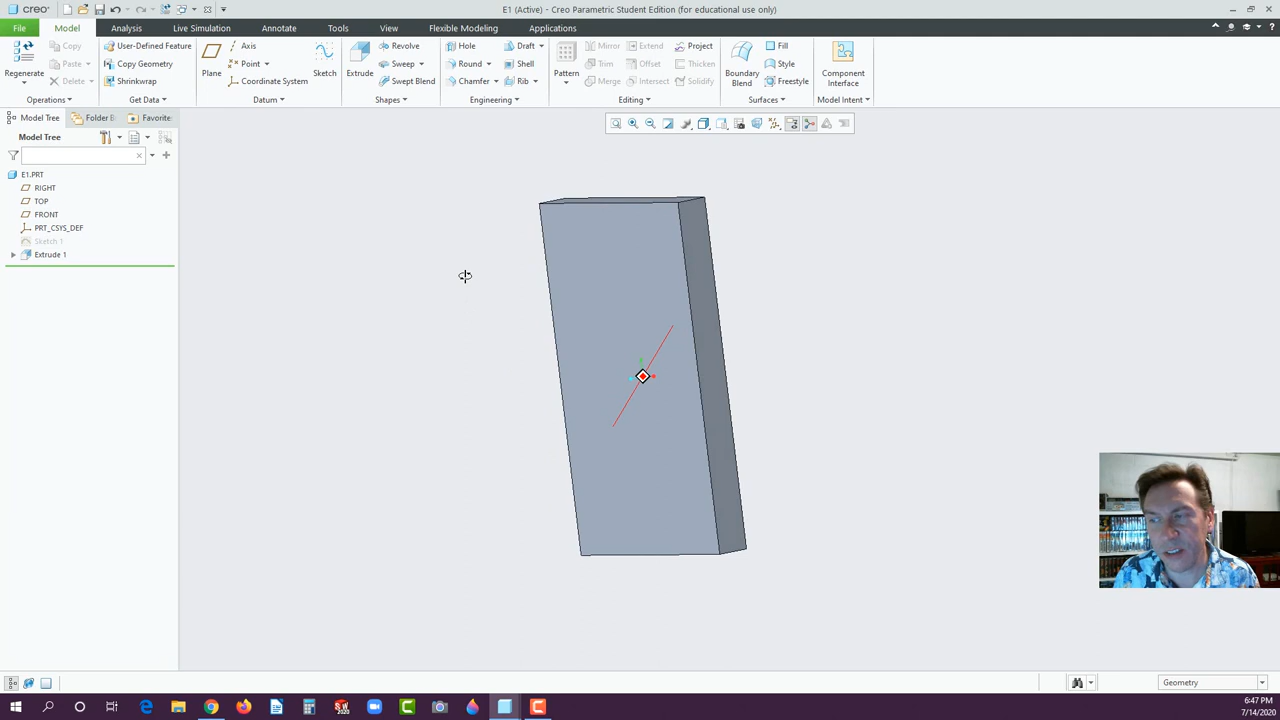 creo
E1 (Active) - Creo Parametric Student Edition (for educational use only)
File Model Analysis Live Simulation Annotate Tools View Flexible Modeling Applications
Regenerate
Copy
Paste
Delete
Operations
User-Defined Feature
Copy Geometry
Shrinkwrap
Get Data
Plane
Axis
Point
Coordinate System
Sketch
Datum
Extrude
Revolve
Sweep
Swept Blend
Shapes
Hole
Round
Chamfer
Draft
Shell
Rib
Engineering
Pattern
Mirror
Trim
Merge
Extend
Offset
Intersect
Project
Thicken
Solidify
Editing
Boundary
Blend
Fill
Style
Freestyle
Surfaces
Component
Interface
Model Intent
Model Tree Folder B Favorite
Model Tree
E1.PRT
RIGHT
TOP
FRONT
PRT_CSYS_DEF
Sketch 1
Extrude 1
Geometry
6:47 PM
7/14/2020